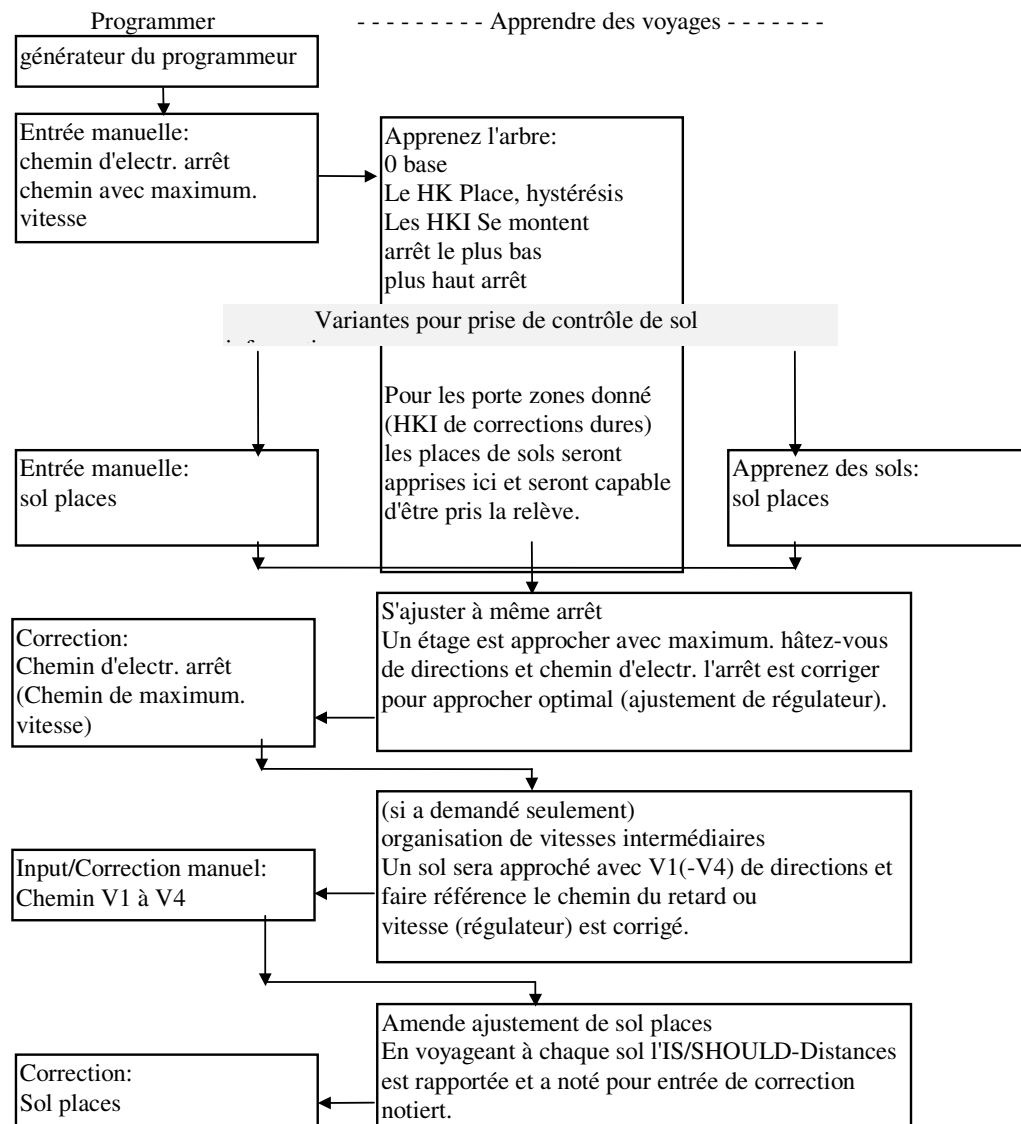 Programmer - - - - - - - - - Apprendre des voyages - - - - - - -
générateur du programmeur
Entrée manuelle:
chemin d'electr. arrêt
chemin avec maximum.
vitesse
Apprenez l'arbre:
0 base
Le HK Place, hystérésis
Les HKI Se montent
arrêt le plus bas
plus haut arrêt
Variantes pour prise de contrôle de sol
Pour les porte zones donné
(HKI de corrections dures)
les places de sols seront
apprises ici et seront capable
d'être pris la relève.
Entrée manuelle:
sol places
Apprenez des sols:
sol places
S'ajuster à même arrêt
Un étage est approcher avec maximum. hâtez-vous
de directions et chemin d'electr. l'arrêt est corriger
pour approcher optimal (ajustement de régulateur).
Correction:
Chemin d'electr. arrêt
(Chemin de maximum.
vitesse)
(si a demandé seulement)
organisation de vitesses intermédiaires
Un sol sera approché avec V1(-V4) de directions et
faire référence le chemin du retard ou
vitesse (régulateur) est corrigé.
Input/Correction manuel:
Chemin V1 à V4
Amende ajustement de sol places
En voyageant à chaque sol l'IS/SHOULD-Distances
est rapportée et a noté pour entrée de correction
notiert.
Correction:
Sol places